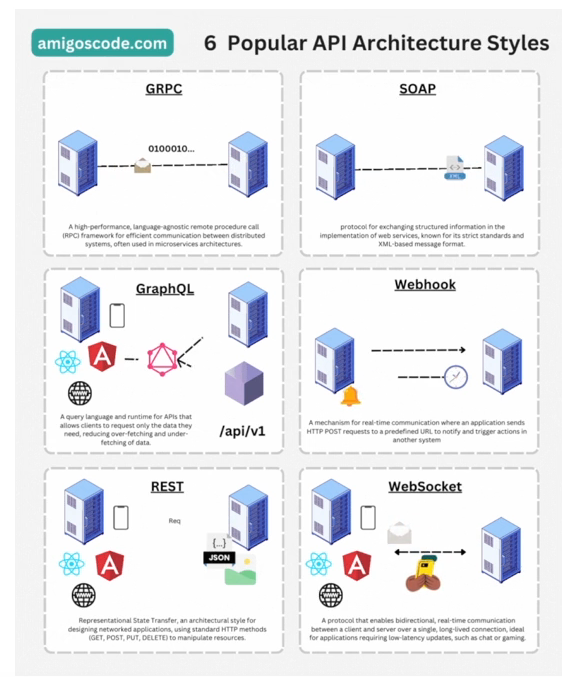 amigoscode.com
6 Popular API Architecture Styles
GRPC
0100010...
A high-performance, language-agnostic remote procedure call
(RPC) framework for efficient communication between distributed
systems, often used in microservices architectures.
SOAP
XML
protocol for exchanging structured information in the
implementation of web services, known for its strict standards and
XML-based message format.
GraphQL
/api/v1
A query language and runtime for APIs that
allows clients to request only the data they
need, reducing over-fetching and under-
fetching of data.
Webhook
A mechanism for real-time communication where an application sends
HTTP POST requests to a predefined URL to notify and trigger actions in
another system
REST
Req
{...}
JSON
Representational State Transfer, an architectural style for
designing networked applications, using standard HTTP methods
(GET, POST, PUT, DELETE) to manipulate resources.
WebSocket
A protocol that enables bidirectional, real-time communication
between a client and server over a single, long-lived connection, ideal
for applications requiring low-latency updates, such as chat or gaming.